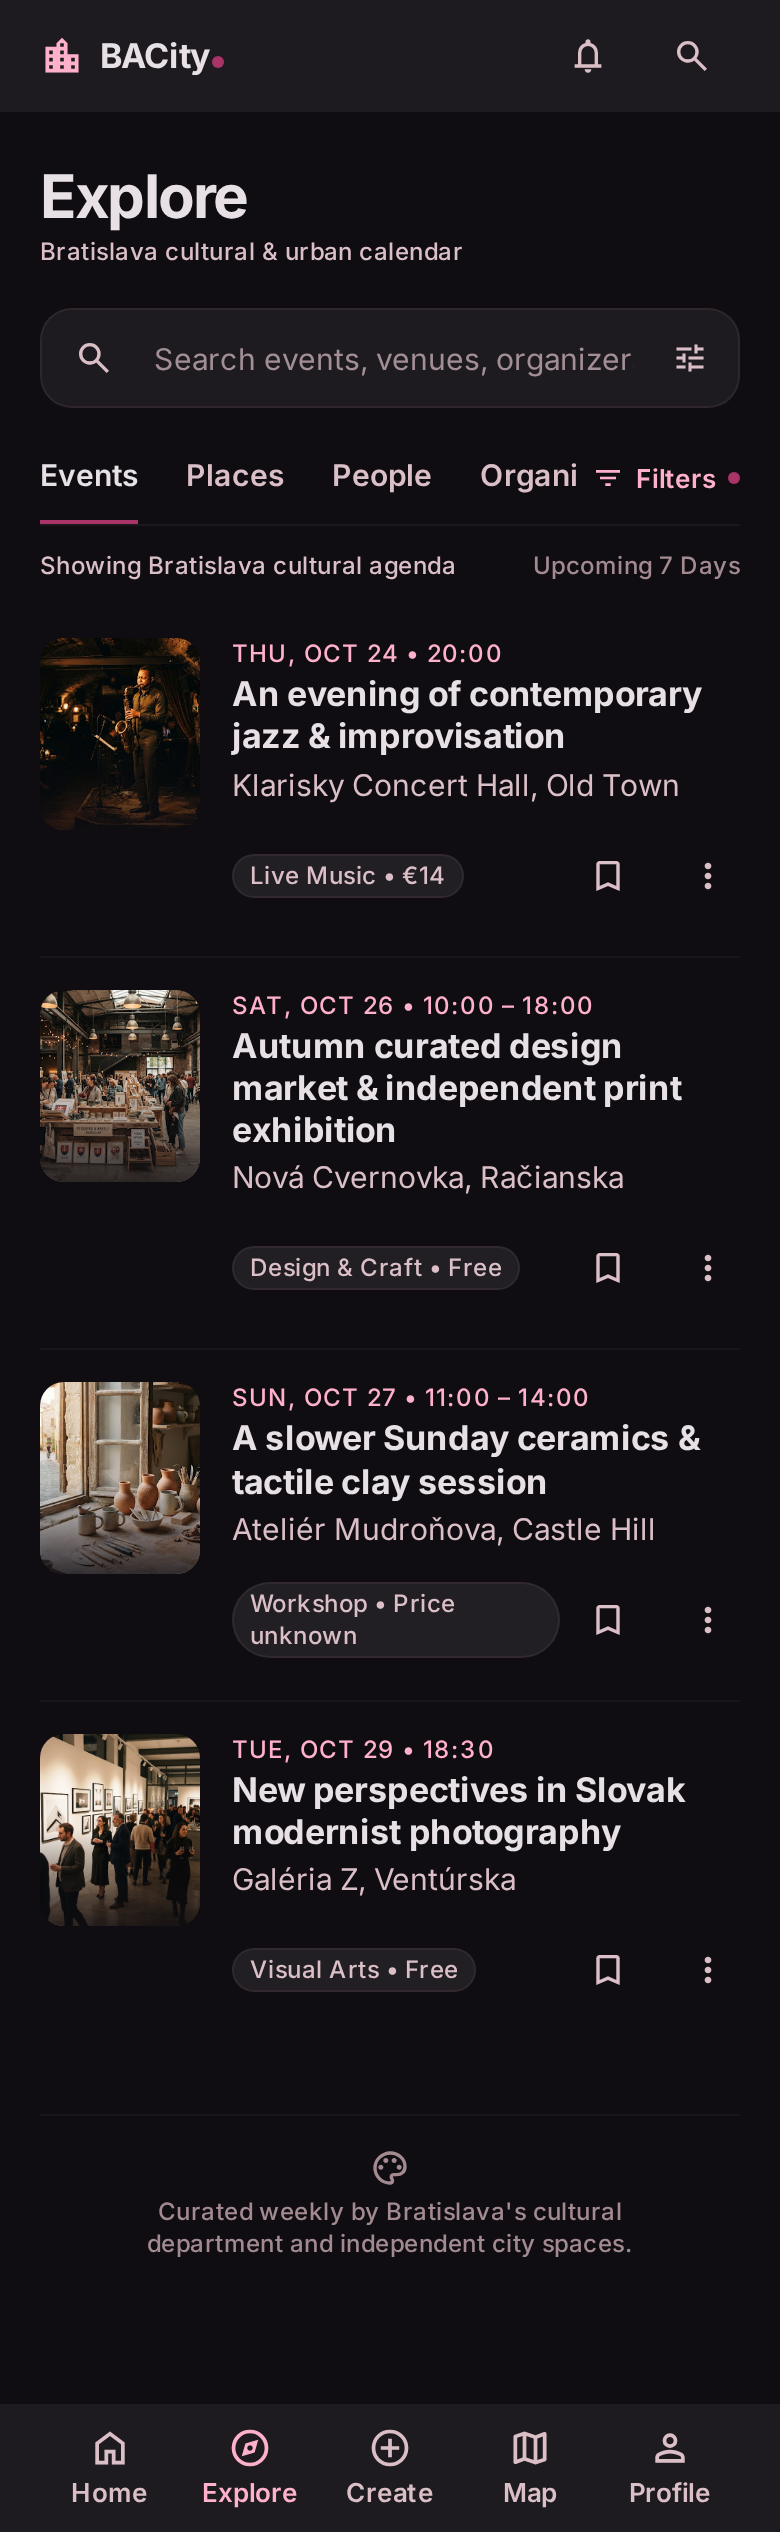 BACity
Explore
Bratislava cultural & urban calendar
Search events, venues, organizer
Events Places People Organi Filters
Showing Bratislava cultural agenda Upcoming 7 Days
THU, OCT 24 • 20:00
An evening of contemporary
jazz & improvisation
Klarisky Concert Hall, Old Town
Live Music • €14
SAT, OCT 26 • 10:00 – 18:00
Autumn curated design
market & independent print
exhibition
Nová Cvernovka, Račianska
Design & Craft • Free
SUN, OCT 27 • 11:00 – 14:00
A slower Sunday ceramics &
tactile clay session
Ateliér Mudroňova, Castle Hill
Workshop • Price
unknown
TUE, OCT 29 • 18:30
New perspectives in Slovak
modernist photography
Galéria Z, Ventúrska
Visual Arts • Free
Curated weekly by Bratislava's cultural
department and independent city spaces.
Home Explore Create Map Profile